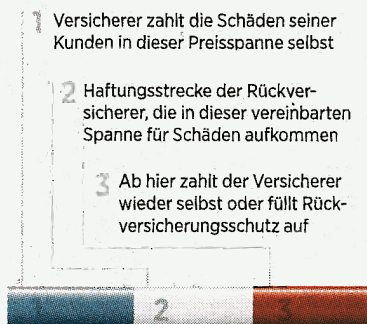 1 Versicherer zahlt die Schäden seiner
Kunden in dieser Preisspanne selbst
2 Haftungsstrecke der Rückver-
sicherer, die in dieser vereinbarten
Spanne für Schäden aufkommen
3 Ab hier zahlt der Versicherer
wieder selbst oder füllt Rück-
versicherungsschutz auf
1 2 3